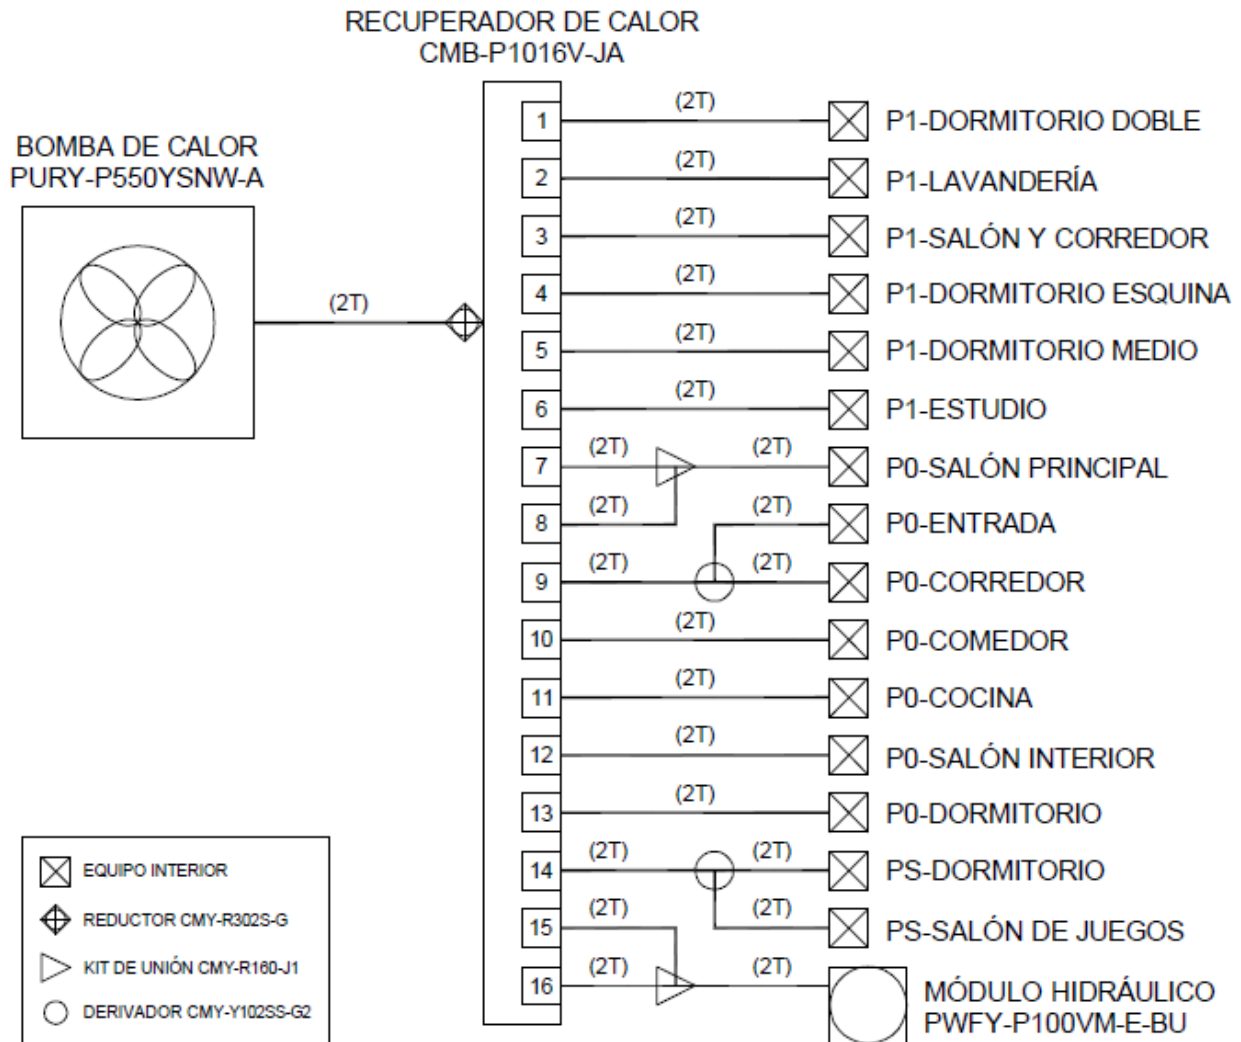 RECUPERADOR DE CALOR
CMB-P1016V-JA
BOMBA DE CALOR
PURY-P550YSNW-A
(2T)
1 (2T) P1-DORMITORIO DOBLE
2 (2T) P1-LAVANDERÍA
3 (2T) P1-SALÓN Y CORREDOR
4 (2T) P1-DORMITORIO ESQUINA
5 (2T) P1-DORMITORIO MEDIO
6 (2T) P1-ESTUDIO
7 (2T) (2T) P0-SALÓN PRINCIPAL
8 (2T) (2T) P0-ENTRADA
9 (2T) (2T) P0-CORREDOR
10 (2T) P0-COMEDOR
11 (2T) P0-COCINA
12 (2T) P0-SALÓN INTERIOR
13 (2T) P0-DORMITORIO
14 (2T) (2T) PS-DORMITORIO
15 (2T) (2T) PS-SALÓN DE JUEGOS
16 (2T) (2T) MÓDULO HIDRÁULICO
PWFY-P100VM-E-BU
EQUIPO INTERIOR
REDUCTOR CMY-R302S-G
KIT DE UNIÓN CMY-R160-J1
DERIVADOR CMY-Y102SS-G2